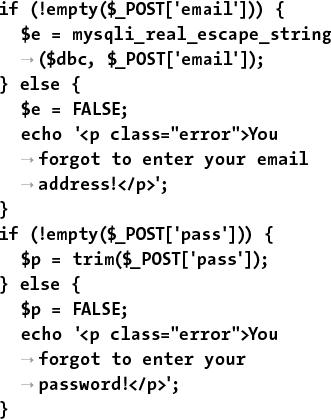 if (!empty($_POST['email'])) {
$e = mysqli_real_escape_string
→($dbc, $_POST['email']);
} else {
$e = FALSE;
echo '<p class="error">You
→forgot to enter your email
→address!</p>';
}
if (!empty($_POST['pass'])) {
$p = trim($_POST['pass']);
} else {
$p = FALSE;
echo '<p class="error">You
→forgot to enter your
→password!</p>';
}